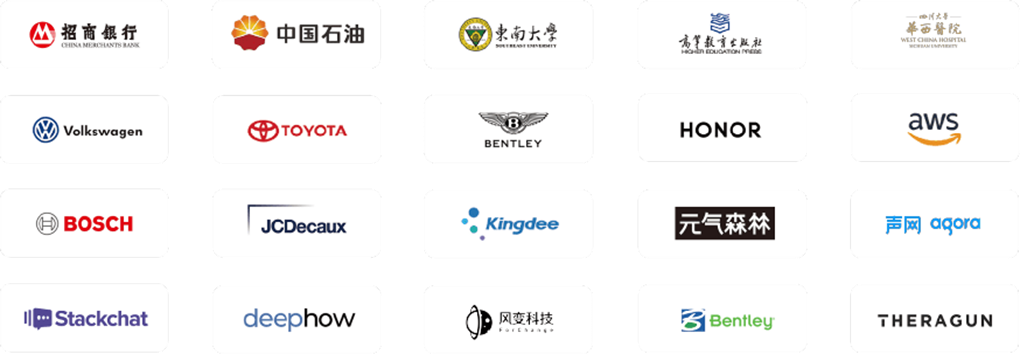 招商银行
CHINA MERCHANTS BANK
中国石油
東南大學
SOUTHEAST UNIVERSITY
高等教育出版社
HIGHER EDUCATION PRESS
四川大学
華西醫院
WEST CHINA HOSPITAL
SICHUAN UNIVERSITY
Volkswagen
TOYOTA
B
BENTLEY
HONOR
aws
BOSCH
JCDecaux
Kingdee
元气森林
声网 agora
Stackchat
deephow
风变科技
ForChange
Bentley
THERAGUN